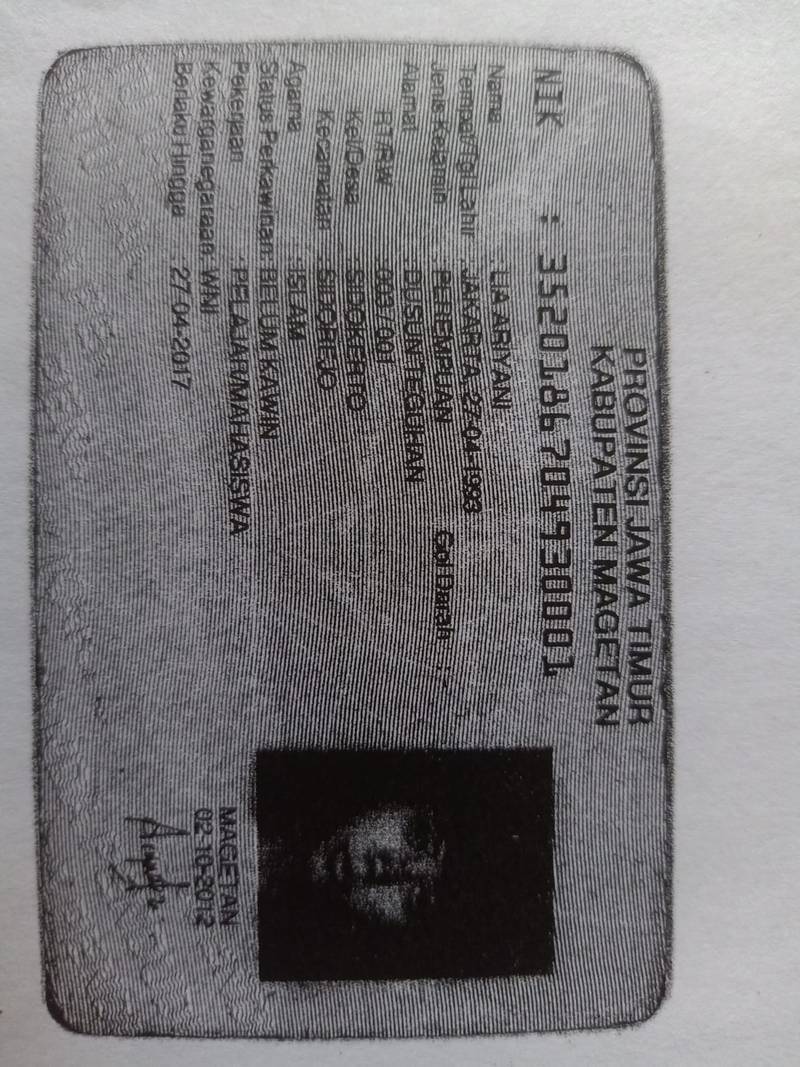 PROVINSI JAWA TIMUR
KABUPATEN MAGETAN
NIK : 3520186704930001
Nama : LIA ARIYANI
Tempat/Tgl Lahir : JAKARTA, 27-04-1993
Jenis Kelamin : PEREMPUAN Gol Darah : -
Alamat : DUSUN TEGUHAN
RT/RW : 003/001
Kel/Desa : SIDOKERTO
Kecamatan : SIDOREJO
Agama : ISLAM
Status Perkawinan : BELUM KAWIN
Pekerjaan : PELAJAR/MAHASISWA
Kewarganegaraan : WNI
Berlaku Hingga : 27-04-2017
MAGETAN
02-10-2012